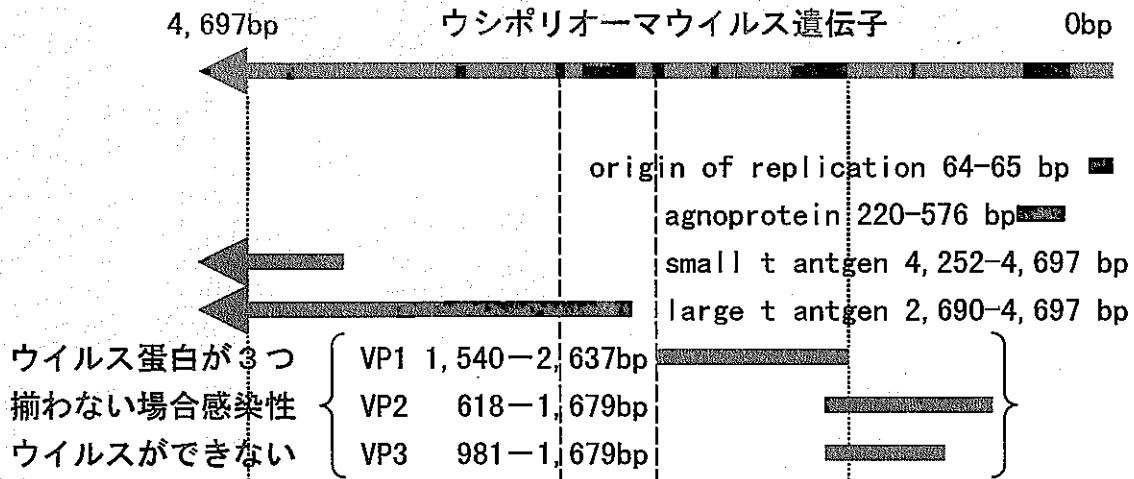 4,697bp ウシポリオーマウイルス遺伝子 0bp
origin of replication 64-65 bp
agnoprotein 220-576 bp
small t antgen 4,252-4,697 bp
large t antgen 2,690-4,697 bp
ウイルス蛋白が3つ VP1 1,540-2,637bp
揃わない場合感染性 VP2 618-1,679bp
ウイルスができない VP3 981-1,679bp